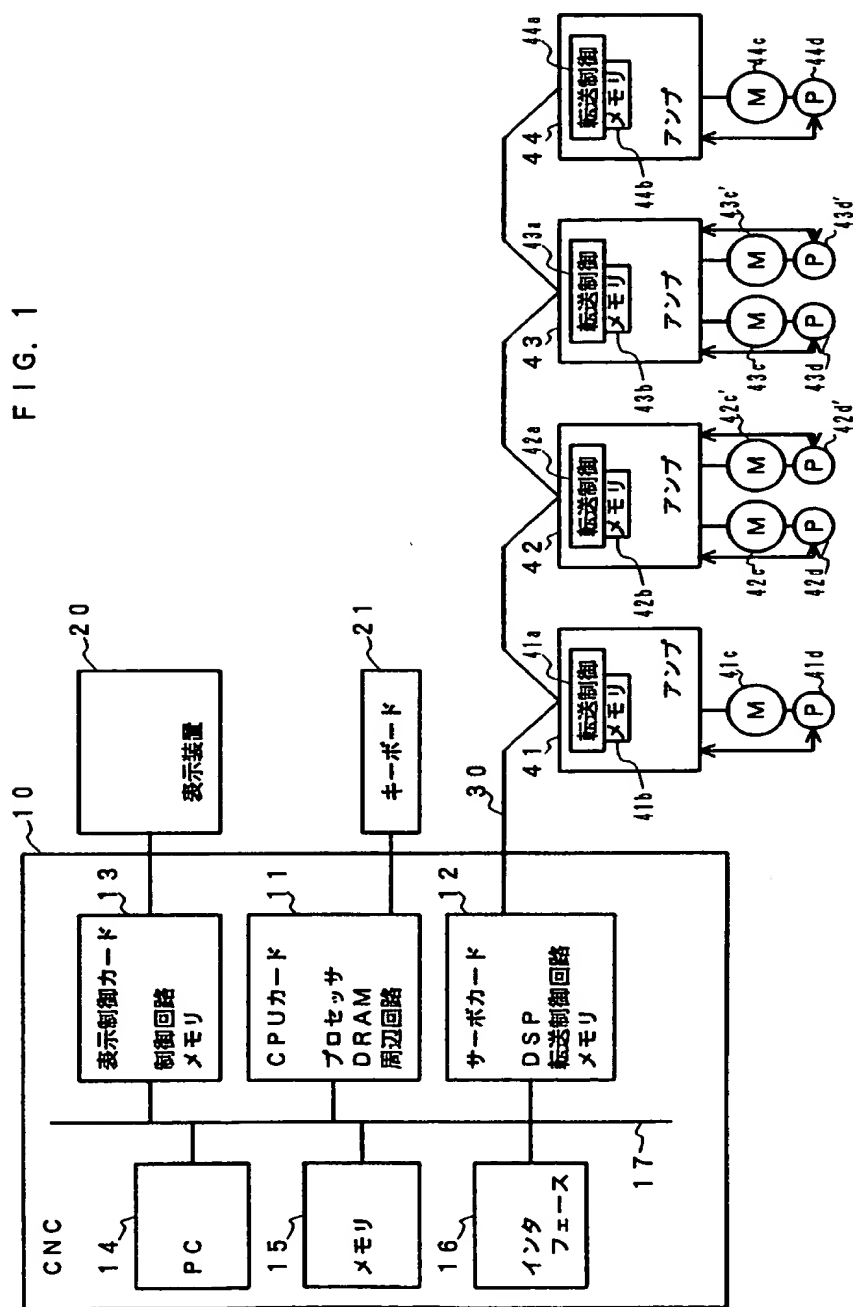 FIG. 1
CNC
10
14
PC
15
メモリ
16
インタ
フェース
17
13
表示制御カード
制御回路
メモリ
11
CPUカード
プロセッサ
DRAM
周辺回路
12
サーボカード
DSP
転送制御回路
メモリ
20
表示装置
21
キーボード
30
41
41a
転送制御
メモリ
41b
アンプ
M
41c
P
41d
42
42a
転送制御
メモリ
42b
アンプ
M
42c
P
42d
M
42c'
P
42d'
43
43a
転送制御
メモリ
43b
アンプ
M
43c
P
43d
M
43c'
P
43d'
44
44a
転送制御
メモリ
44b
アンプ
M
44c
P
44d